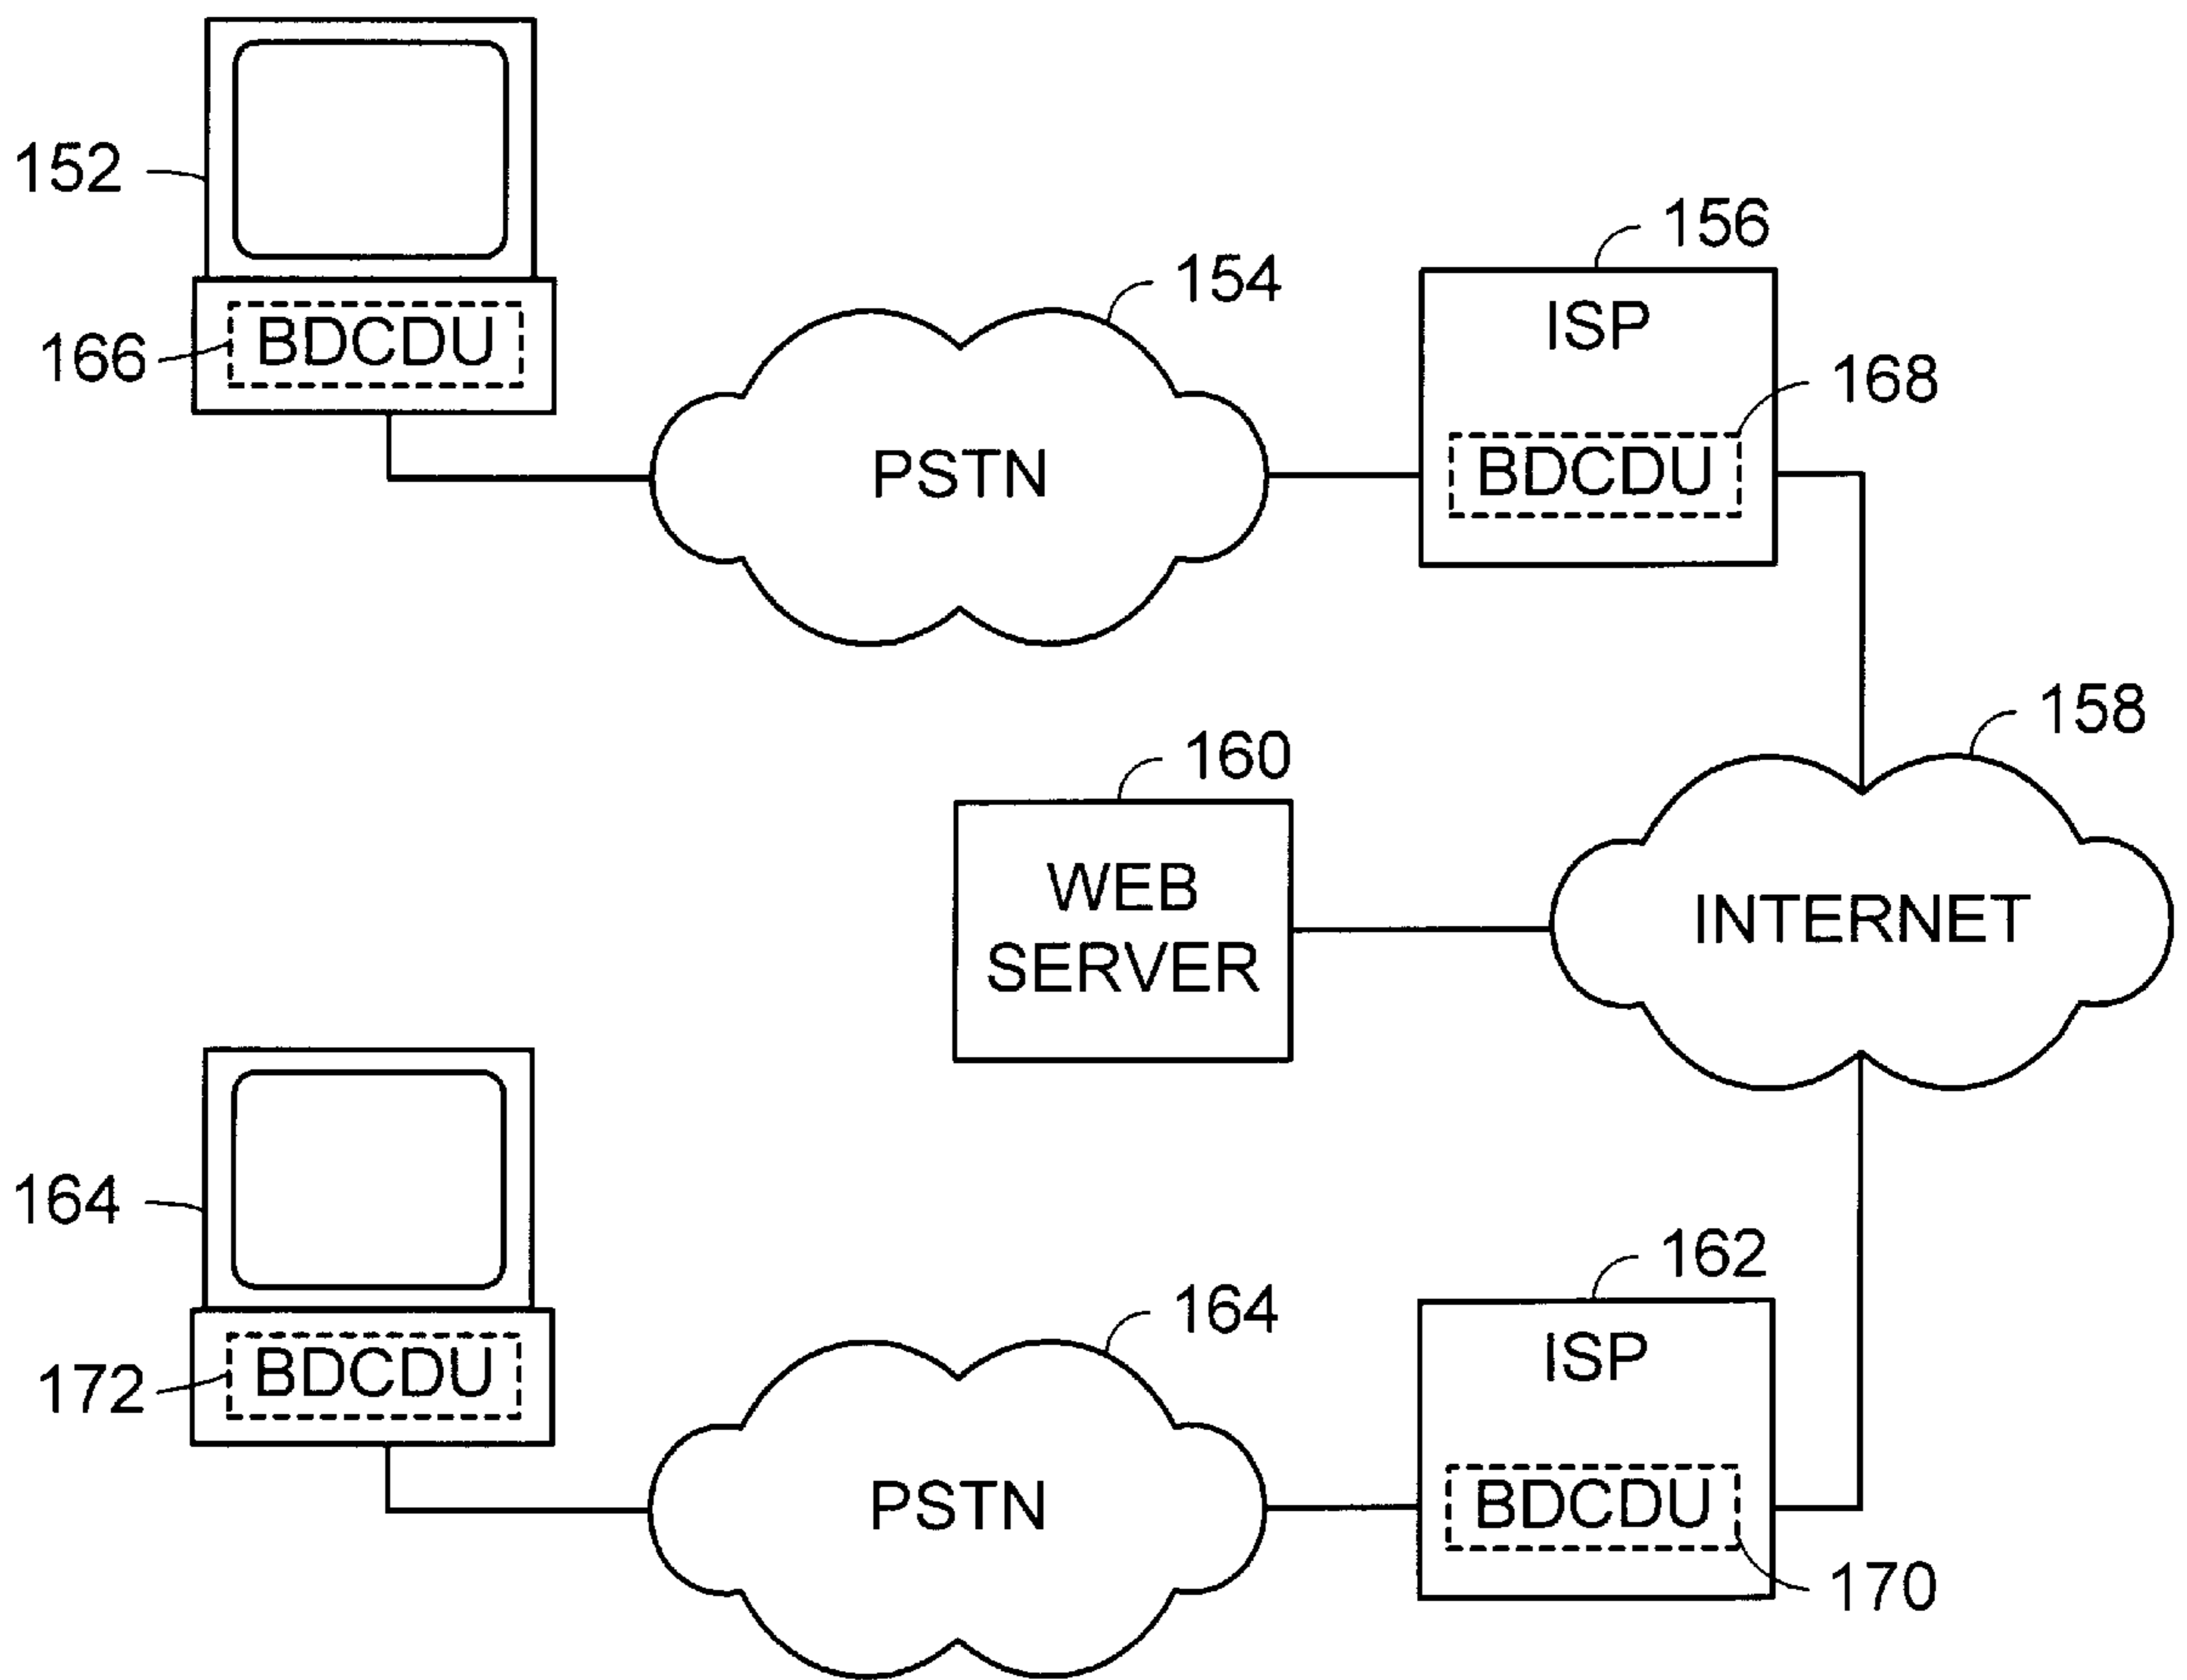 152
166
BDCDU
154
PSTN
156
ISP
168
BDCDU
158
INTERNET
160
WEB
SERVER
164
172
BDCDU
164
PSTN
162
ISP
BDCDU
170